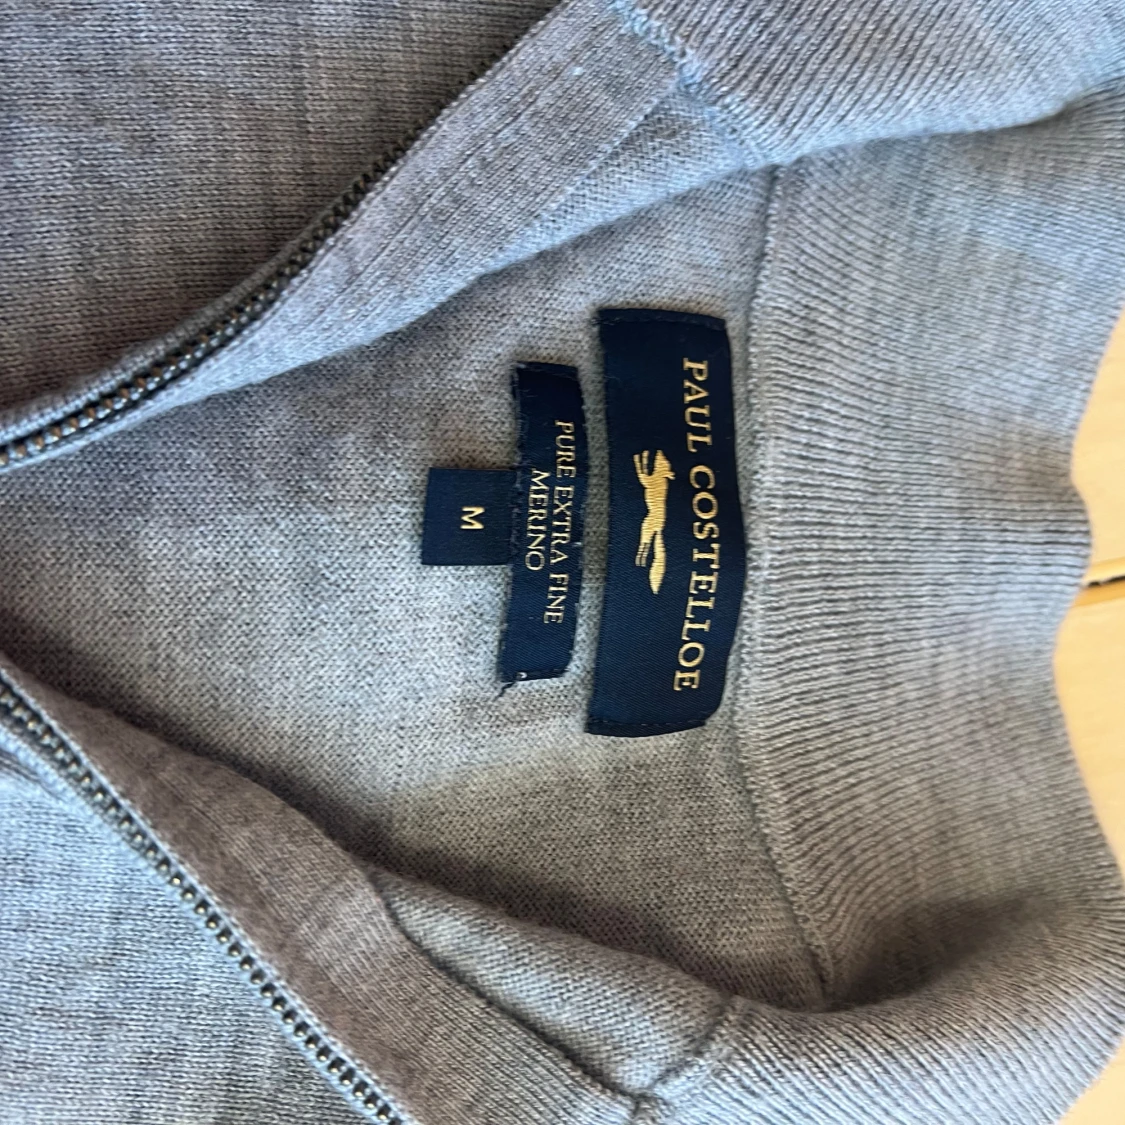 PAUL COSTELLOE
PURE EXTRA FINE
MERINO
M